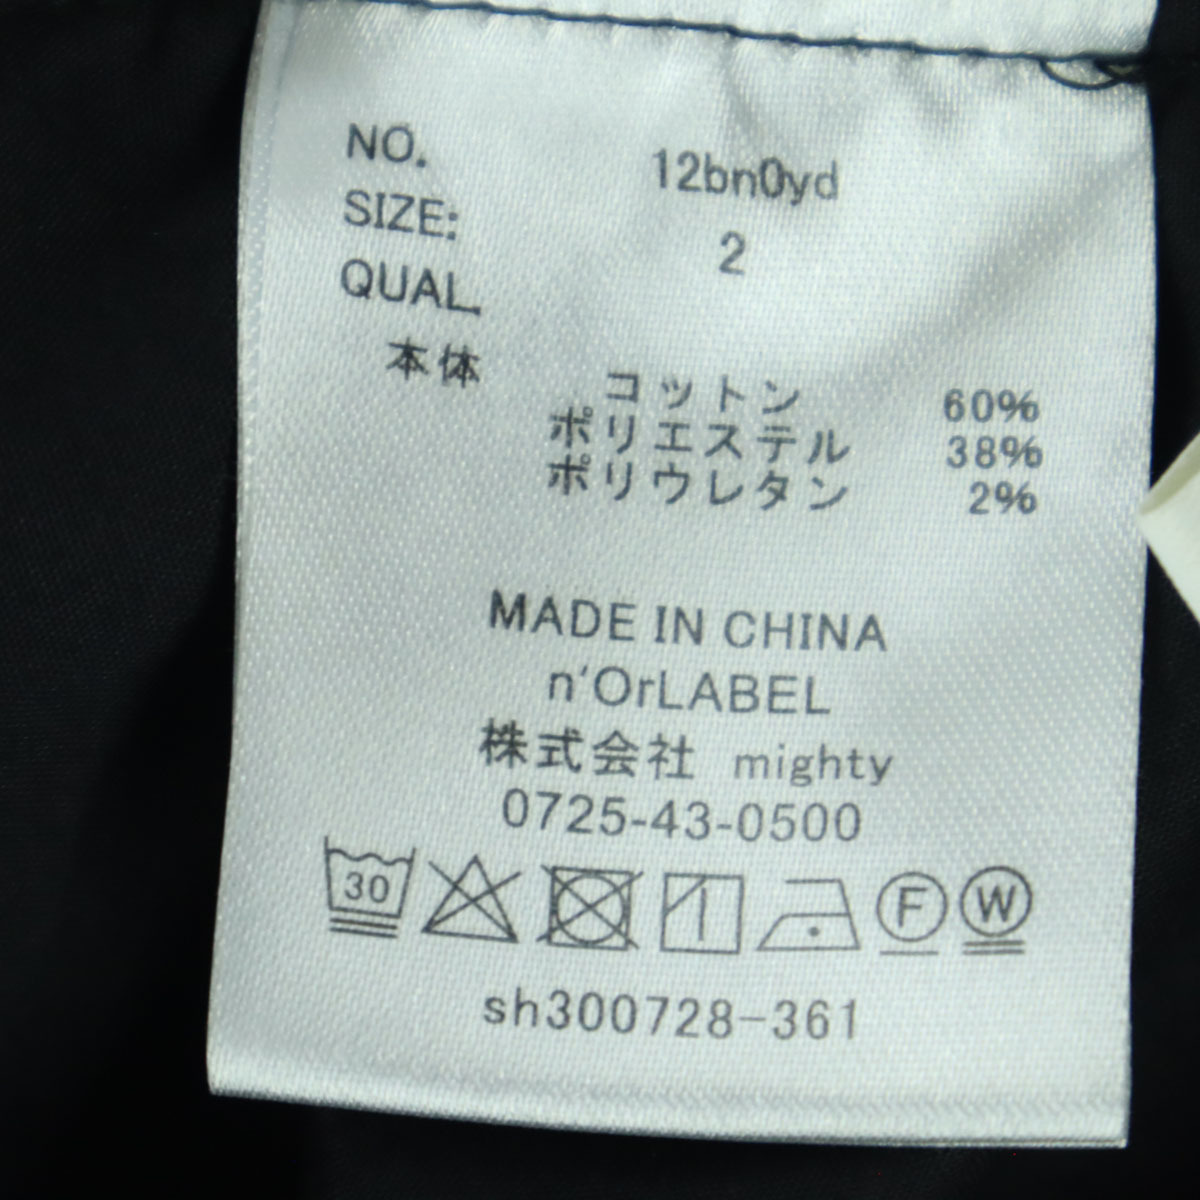 NO. 12bn0yd
SIZE: 2
QUAL.
本体 コットン 60%
ポリエステル 38%
ポリウレタン 2%
MADE IN CHINA
n'OrLABEL
株式会社 mighty
0725-43-0500
30 F W
sh300728-361